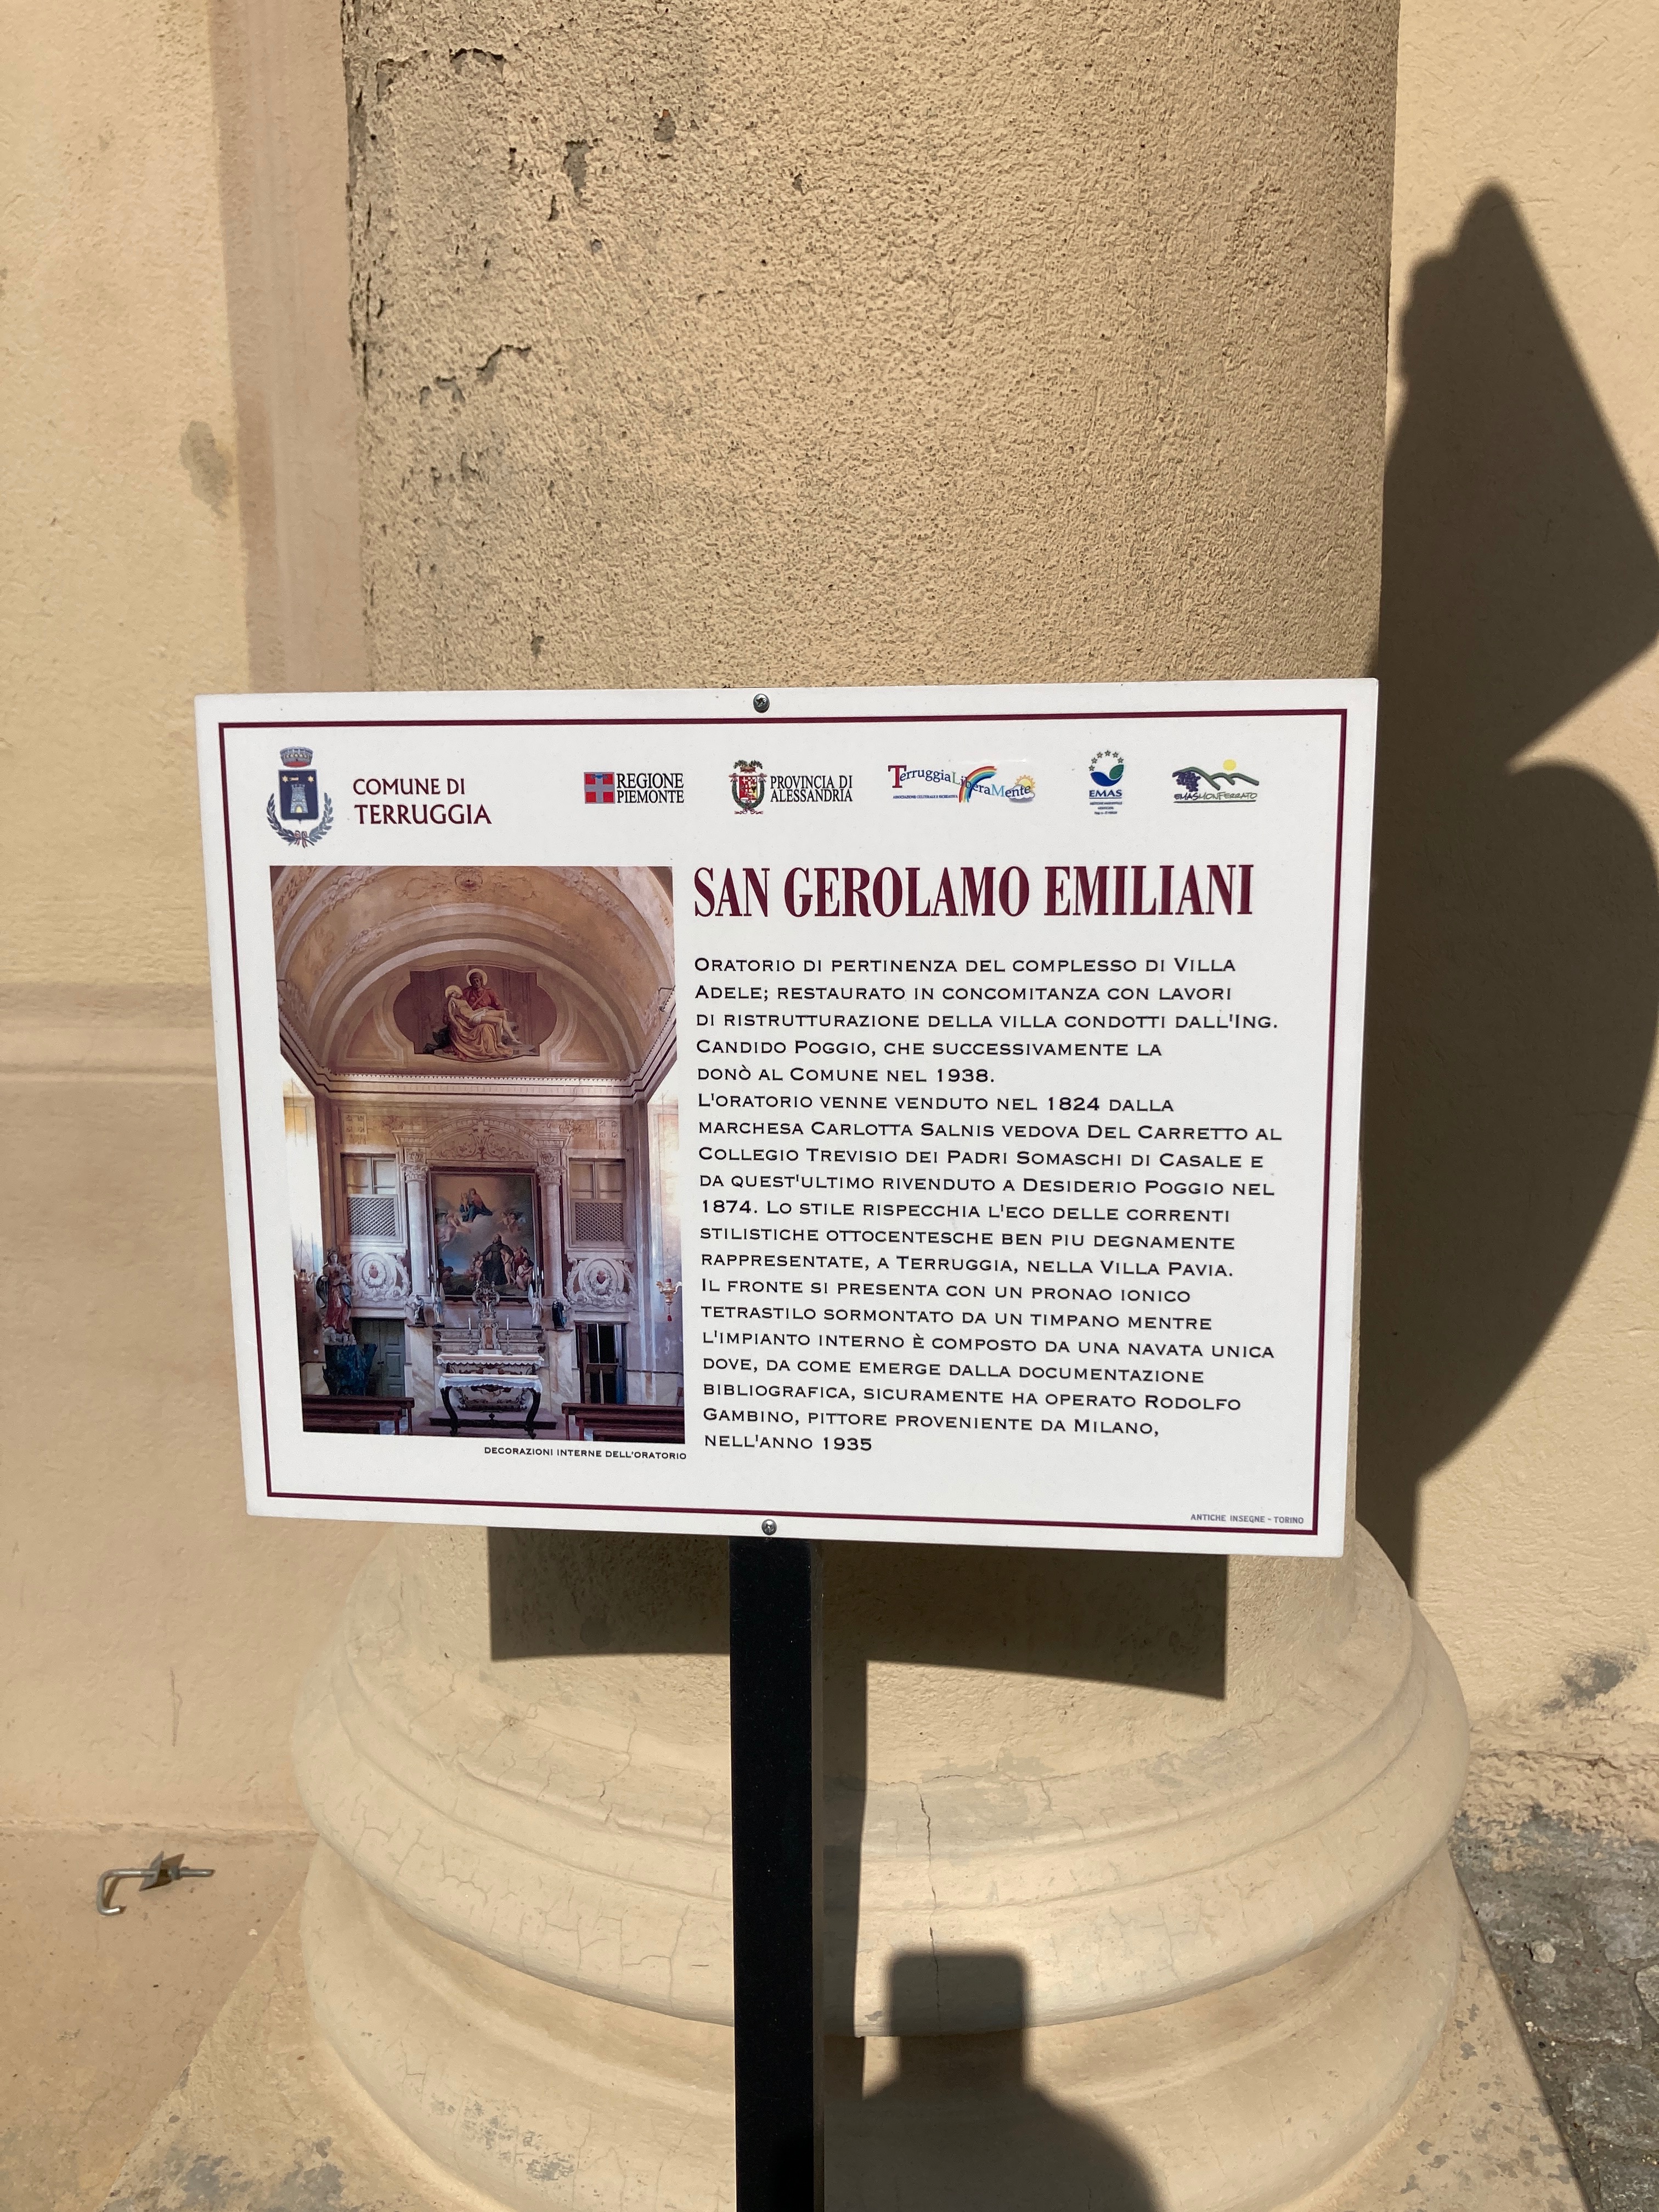 COMUNE DI
TERRUGGIA
REGIONE
PIEMONTE
PROVINCIA DI
ALESSANDRIA
TerruggiaLiberaMente
EMAS
EMASMONFERRATO
SAN GEROLAMO EMILIANI
ORATORIO DI PERTINENZA DEL COMPLESSO DI VILLA
ADELE; RESTAURATO IN CONCOMITANZA CON LAVORI
DI RISTRUTTURAZIONE DELLA VILLA CONDOTTI DALL'ING.
CANDIDO POGGIO, CHE SUCCESSIVAMENTE LA
DONÒ AL COMUNE NEL 1938.
L'ORATORIO VENNE VENDUTO NEL 1824 DALLA
MARCHESA CARLOTTA SALNIS VEDOVA DEL CARRETTO AL
COLLEGIO TREVISIO DEI PADRI SOMASCHI DI CASALE E
DA QUEST'ULTIMO RIVENDUTO A DESIDERIO POGGIO NEL
1874. LO STILE RISPECCHIA L'ECO DELLE CORRENTI
STILISTICHE OTTOCENTESCHE BEN PIU DEGNAMENTE
RAPPRESENTATE, A TERRUGGIA, NELLA VILLA PAVIA.
IL FRONTE SI PRESENTA CON UN PRONAO IONICO
TETRASTILO SORMONTATO DA UN TIMPANO MENTRE
L'IMPIANTO INTERNO È COMPOSTO DA UNA NAVATA UNICA
DOVE, DA COME EMERGE DALLA DOCUMENTAZIONE
BIBLIOGRAFICA, SICURAMENTE HA OPERATO RODOLFO
GAMBINO, PITTORE PROVENIENTE DA MILANO,
NELL'ANNO 1935
DECORAZIONI INTERNE DELL'ORATORIO
ANTICHE INSEGNE - TORINO